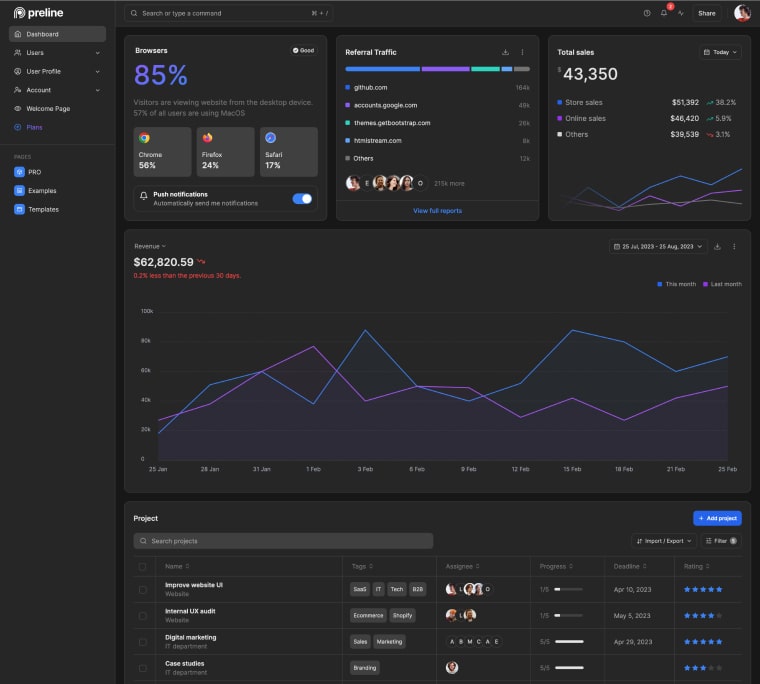 preline
Search or type a command
⌘ + /
2
Share
Dashboard
Users
User Profile
Account
Welcome Page
Plans
PAGES
PRO
Examples
Templates
Browsers
Good
85%
Visitors are viewing website from the desktop device.
57% of all users are using MacOS
Chrome
56%
Firefox
24%
Safari
17%
Push notifications
Automatically send me notifications
Referral Traffic
github.com
164k
accounts.google.com
49k
themes.getbootstrap.com
26k
htmlstream.com
8k
Others
12k
E
O
215k more
View full reports
Total sales
Today
$43,350
Store sales $51,392 38.2%
Online sales $46,420 5.9%
Others $39,539 3.1%
Revenue
25 Jul, 2023 - 25 Aug, 2023
$62,820.59
0.2% less than the previous 30 days.
This month
Last month
100k
80k
60k
40k
20k
0
25 Jan
28 Jan
31 Jan
1 Feb
3 Feb
6 Feb
9 Feb
12 Feb
15 Feb
18 Feb
21 Feb
25 Feb
Project
+ Add project
Search projects
Import / Export
Filter 5
Name
Tags
Assignee
Progress
Deadline
Rating
Improve website UI
Website
SaaS IT Tech B2B
L O
1/5
Apr 10, 2023
Internal UX audit
Website
Ecommerce Shopify
L
1/5
May 5, 2023
Digital marketing
IT department
Sales Marketing
A B M C A E
5/5
Apr 29, 2023
Case studies
IT department
Branding
5/5